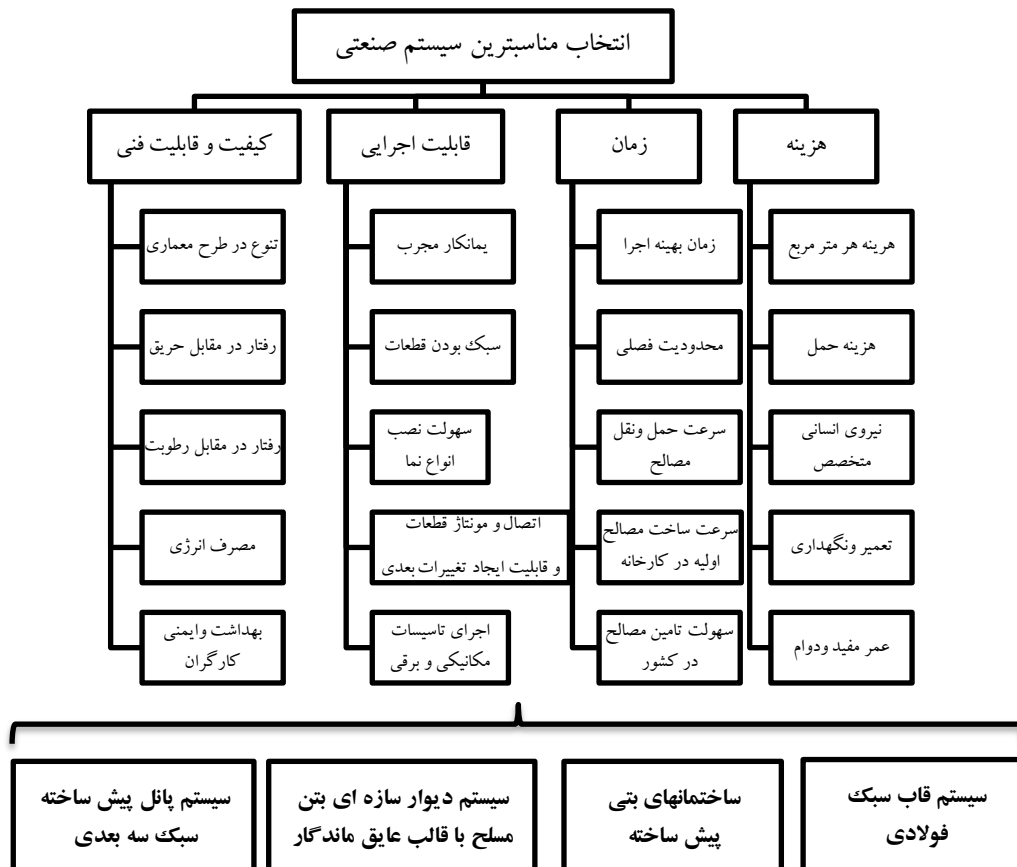 انتخاب مناسبترین سیستم صنعتی
هزینه
زمان
قابلیت اجرایی
کیفیت و قابلیت فنی
هرینه هر متر مربع
هزینه حمل
نیروی انسانی
متخصص
تعمیر ونگهداری
عمر مفید ودوام
زمان بهینه اجرا
محدودیت فصلی
سرعت حمل ونقل
مصالح
سرعت ساخت مصالح
اولیه در کارخانه
سهولت تامین مصالح
در کشور
یمانکار مجرب
سبک بودن قطعات
سهولت نصب
انواع نما
اتصال و مونتاژ قطعات
و قابلیت ایجاد تغییرات بعدی
اجرای تاسیسات
مکانیکی و برقی
تنوع در طرح معماری
رفتار در مقابل حریق
رفتار در مقابل رطوبت
مصرف انرژی
بهداشت وایمنی
کارگران
سیستم قاب سبک
فولادی
ساختمانهای بتی
پیش ساخته
سیستم دیوار سازه ای بتن
مسلح با قالب عایق ماندگار
سیستم پانل پیش ساخته
سبک سه بعدی